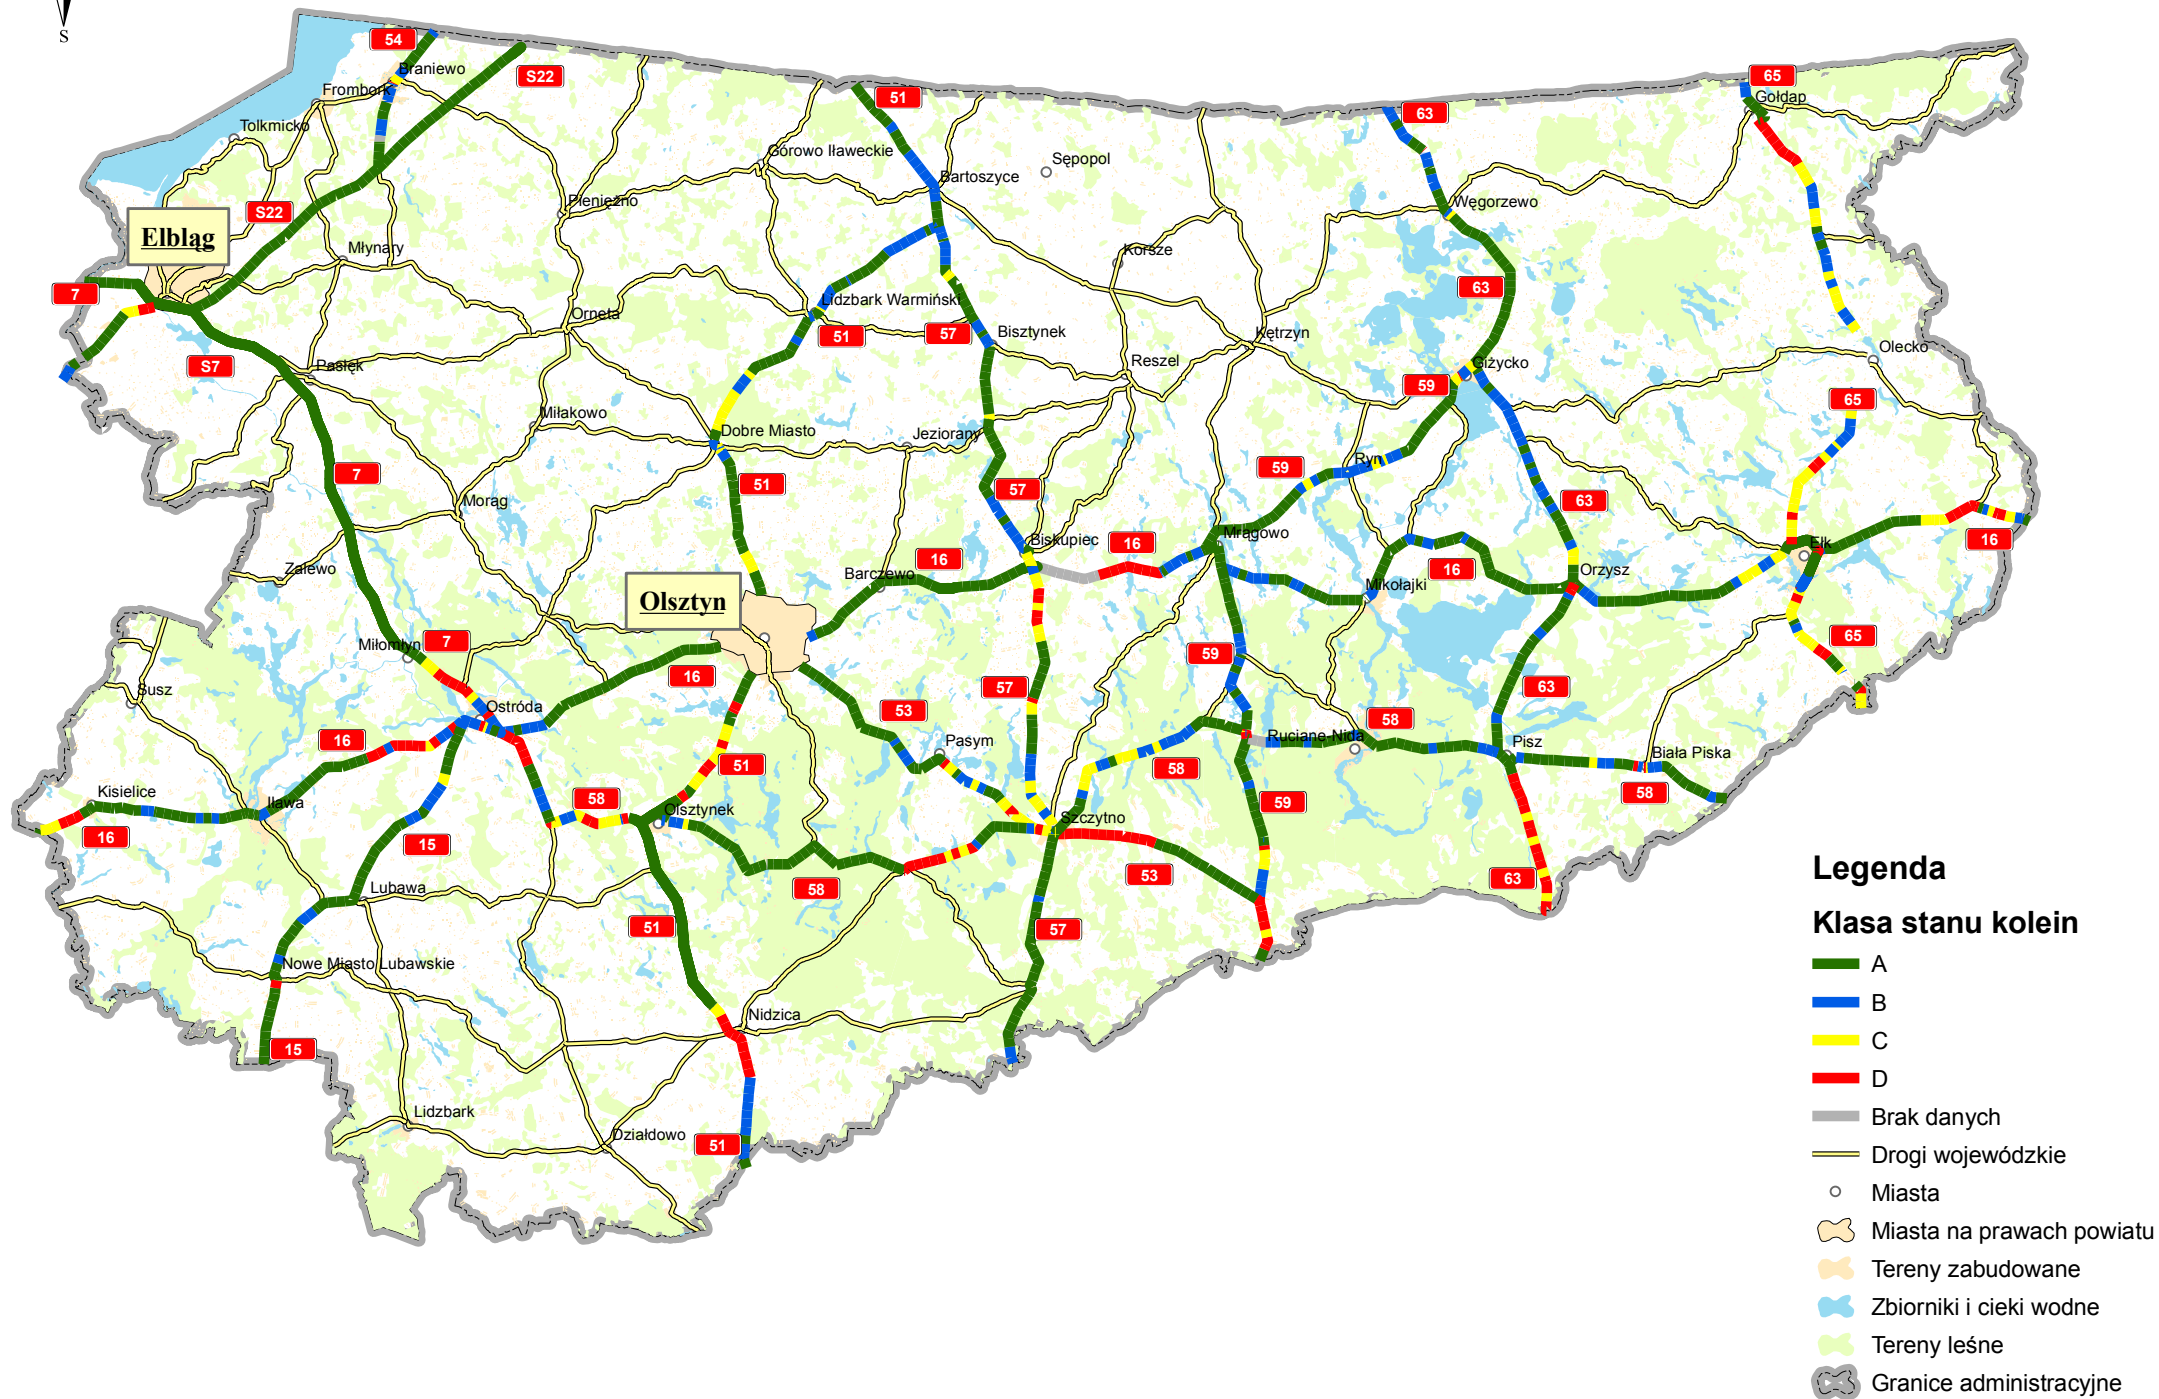 S
54
Braniewo
S22
Frombork
51
65
Gołdap
63
Tolkmicko
Górowo Iławeckie
Sępopol
Bartoszyce
S22
Pieniężno
Węgorzewo
Elbląg
Młynary
Korsze
7
63
Lidzbark Warmiński
Orneta
51
57
Bisztynek
Kętrzyn
S7
Pasłęk
Reszel
Olecko
Giżycko
59
65
Miłakowo
Dobre Miasto
Jeziorany
7
59
Ryn
51
57
63
Morąg
Mrągowo
16
Biskupiec
16
16
Ełk
Zalewo
Barczewo
16
Orzysz
Mikołajki
Olsztyn
7
Miłomłyn
65
59
16
57
63
Susz
Ostróda
53
58
16
Pasym
Ruciane-Nida
Pisz
Biała Piska
51
58
Kisielice
Iława
58
Olsztynek
59
58
16
Szczytno
15
53
63
Lubawa
58
Legenda
51
57
Klasa stanu kolein
Nowe Miasto Lubawskie
A
B
Nidzica
C
15
D
Lidzbark
Brak danych
Działdowo
51
Drogi wojewódzkie
Miasta
Miasta na prawach powiatu
Tereny zabudowane
Zbiorniki i cieki wodne
Tereny leśne
Granice administracyjne